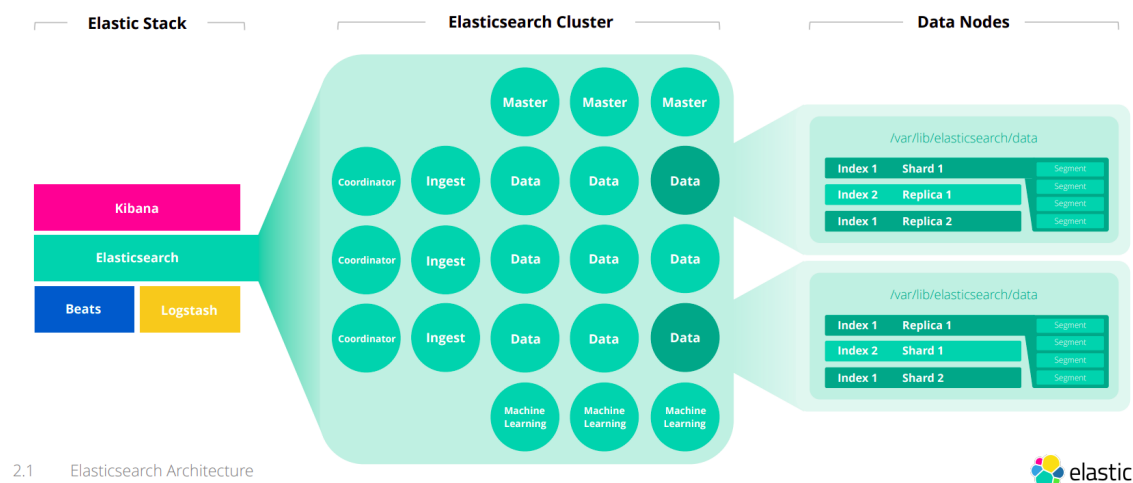 Elastic Stack
Elasticsearch Cluster
Data Nodes
Kibana
Elasticsearch
Beats
Logstash
Master
Master
Master
Coordinator
Ingest
Data
Data
Data
Coordinator
Ingest
Data
Data
Data
Coordinator
Ingest
Data
Data
Data
Machine
Learning
Machine
Learning
Machine
Learning
/var/lib/elasticsearch/data
Index 1 Shard 1
Index 2 Replica 1
Index 1 Replica 2
Segment
Segment
Segment
Segment
/var/lib/elasticsearch/data
Index 1 Replica 1
Index 2 Shard 1
Index 1 Shard 2
Segment
Segment
Segment
Segment
2.1 Elasticsearch Architecture
elastic